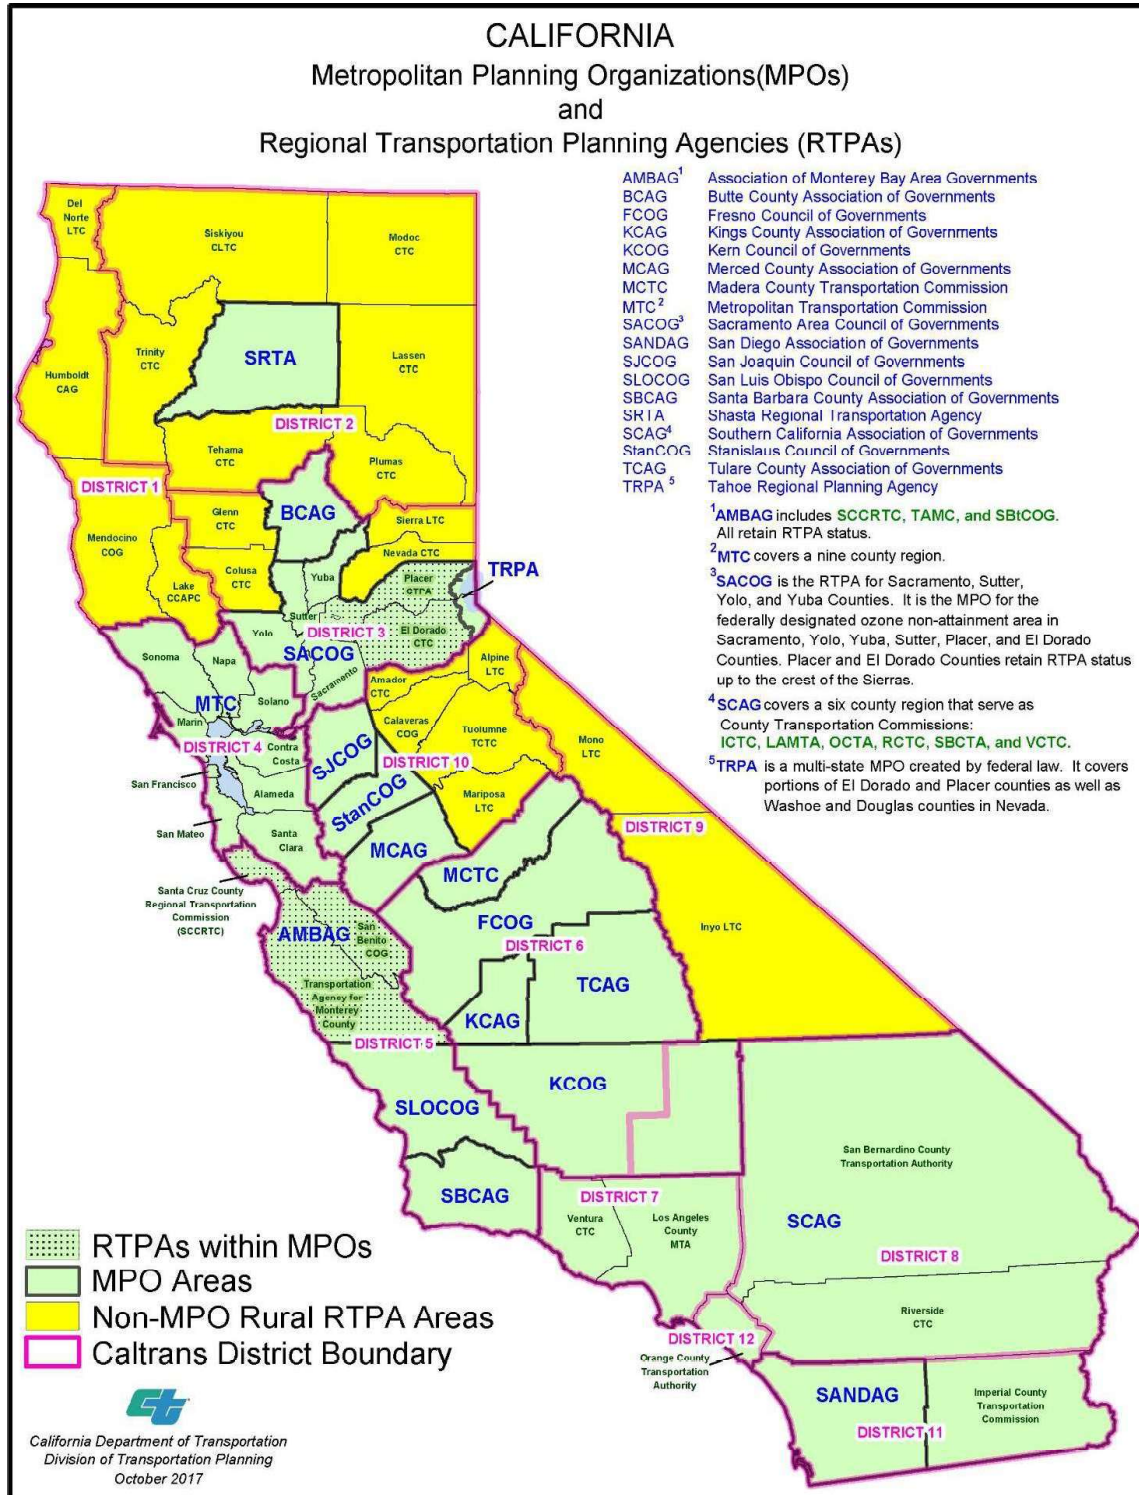 CALIFORNIA
Metropolitan Planning Organizations(MPOs)
and
Regional Transportation Planning Agencies (RTPAs)
AMBAG1 Association of Monterey Bay Area Governments
BCAG Butte County Association of Governments
FCOG Fresno Council of Governments
KCAG Kings County Association of Governments
KCOG Kern Council of Governments
MCAG Merced County Association of Governments
MCTC Madera County Transportation Commission
MTC2 Metropolitan Transportation Commission
SACOG3 Sacramento Area Council of Governments
SANDAG San Diego Association of Governments
SJCOG San Joaquin Council of Governments
SLOCOG San Luis Obispo Council of Governments
SBCAG Santa Barbara County Association of Governments
SRTA Shasta Regional Transportation Agency
SCAG4 Southern California Association of Governments
StanCOG Stanislaus Council of Governments
TCAG Tulare County Association of Governments
TRPA 5 Tahoe Regional Planning Agency
1AMBAG includes SCCRTC, TAMC, and SBtCOG.
All retain RTPA status.
2MTC covers a nine county region.
3SACOG is the RTPA for Sacramento, Sutter,
Yolo, and Yuba Counties. It is the MPO for the
federally designated ozone non-attainment area in
Sacramento, Yolo, Yuba, Sutter, Placer, and El Dorado
Counties. Placer and El Dorado Counties retain RTPA status
up to the crest of the Sierras.
4SCAG covers a six county region that serve as
County Transportation Commissions:
ICTC, LAMTA, OCTA, RCTC, SBCTA, and VCTC.
5TRPA is a multi-state MPO created by federal law. It covers
portions of El Dorado and Placer counties as well as
Washoe and Douglas counties in Nevada.
Del
Norte
LTC
Siskiyou
CLTC
Modoc
CTC
Humboldt
CAG
Trinity
CTC
SRTA
Lassen
CTC
DISTRICT 2
Tehama
CTC
Plumas
CTC
DISTRICT 1
BCAG
Glenn
CTC
Sierra LTC
Mendocino
COG
Nevada CTC
Lake
CCAPC
Colusa
CTC
Yuba
Placer
CTPA
TRPA
Sutter
Yolo
DISTRICT 3
El Dorado
CTC
SACOG
Sacramento
Sonoma
Napa
Solano
MTC
Marin
Amador
CTC
Alpine
LTC
Calaveras
COG
Tuolumne
TCTC
Mono
LTC
DISTRICT 4
Contra
Costa
SJCOG
DISTRICT 10
San Francisco
Alameda
StanCOG
Mariposa
LTC
San Mateo
Santa
Clara
MCAG
DISTRICT 9
MCTC
Santa Cruz County
Regional Transportation
Commission
(SCCRTC)
AMBAG
San
Benito
COG
FCOG
DISTRICT 6
Inyo LTC
Transportation
Agency for
Monterey
County
TCAG
KCAG
DISTRICT 5
KCOG
SLOCOG
SBCAG
San Bernardino County
Transportation Authority
DISTRICT 7
Ventura
CTC
Los Angeles
County
MTA
SCAG
DISTRICT 8
Riverside
CTC
DISTRICT 12
Orange County
Transportation
Authority
SANDAG
Imperial County
Transportation
Commission
DISTRICT 11
RTPAs within MPOs
MPO Areas
Non-MPO Rural RTPA Areas
Caltrans District Boundary
ct
California Department of Transportation
Division of Transportation Planning
October 2017